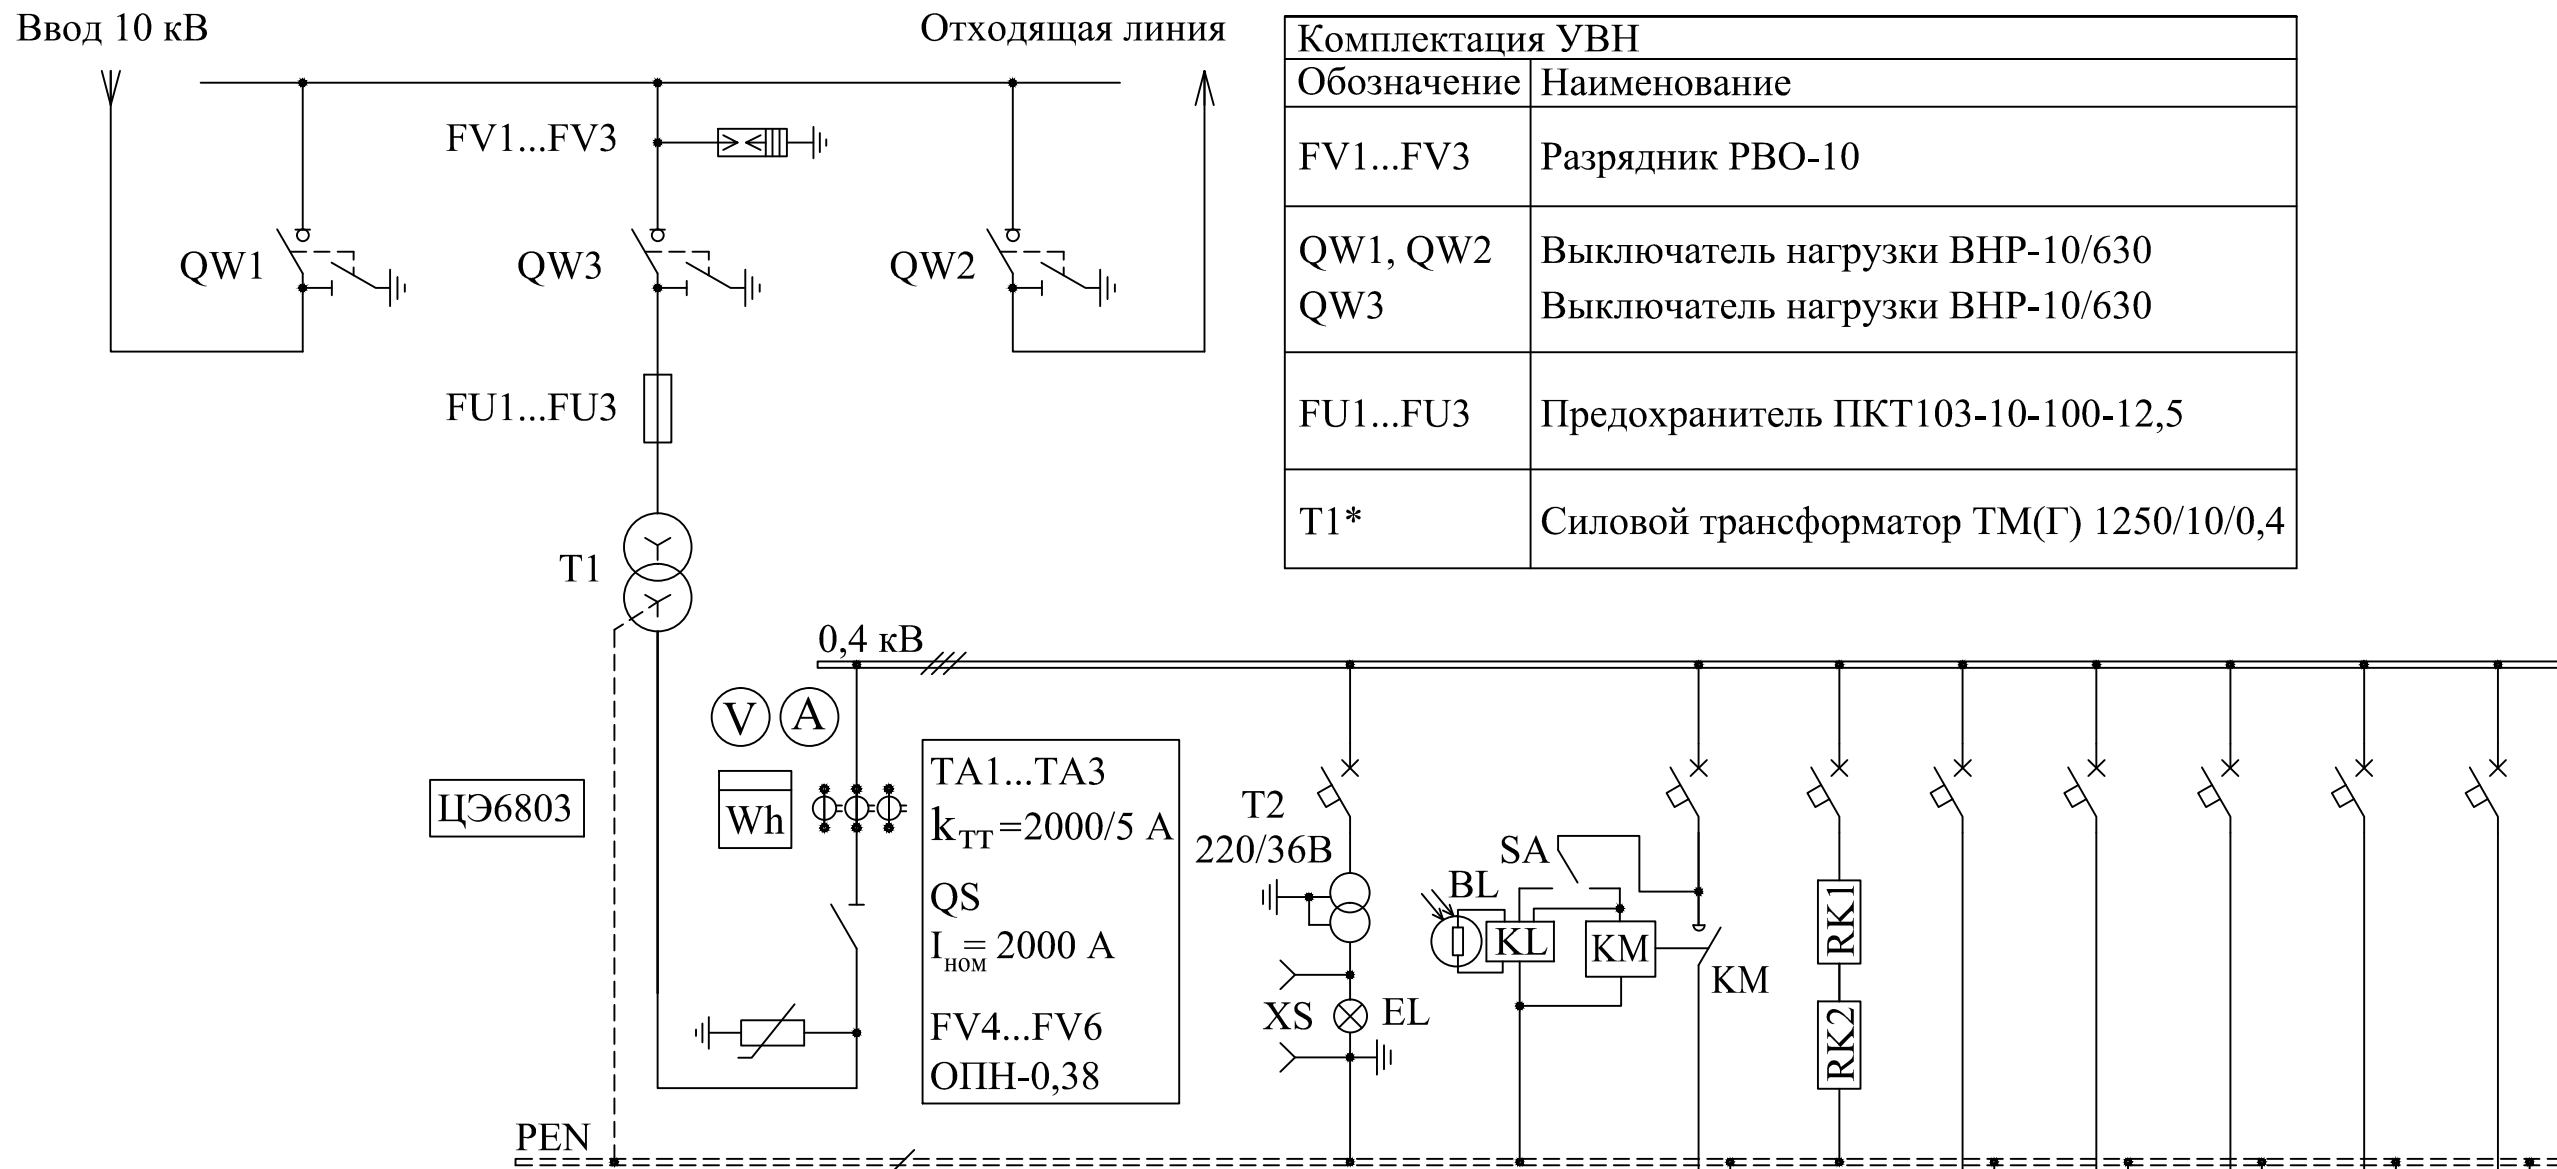 Ввод 10 кВ
Отходящая линия
Комплектация УВН
Обозначение Наименование
FV1...FV3 Разрядник РВО-10
QW1, QW2 Выключатель нагрузки ВНР-10/630
QW3 Выключатель нагрузки ВНР-10/630
FU1...FU3 Предохранитель ПКТ103-10-100-12,5
T1* Силовой трансформатор ТМ(Г) 1250/10/0,4
FV1...FV3
QW1
QW3
QW2
FU1...FU3
T1
0,4 кВ
V
A
Wh
ЦЭ6803
TA1...TA3
kТТ =2000/5 А
QS
Iном= 2000 А
FV4...FV6
ОПН-0,38
T2
220/36В
XS
EL
SA
BL
KL
KM
KM
RK1
RK2
PEN